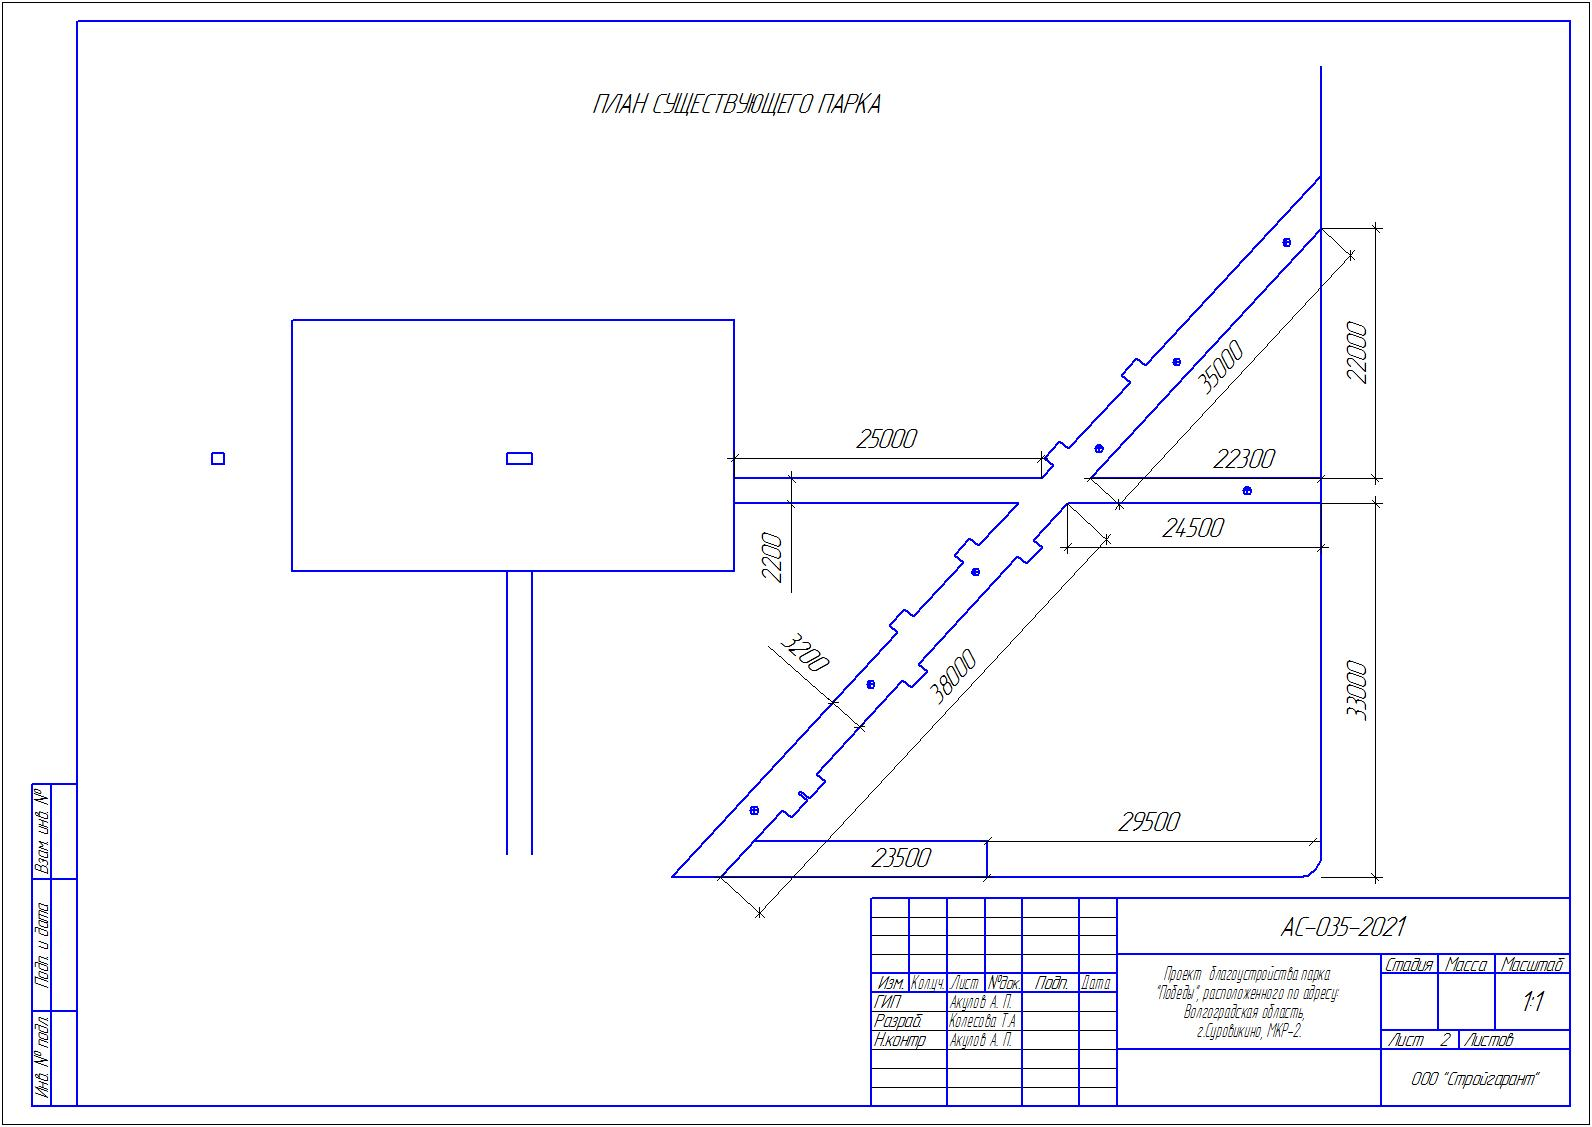 ПЛАН СУЩЕСТВУЮЩЕГО ПАРКА
25000
2200
3200
35000
22000
22300
24500
38000
33000
29500
23500
Взам. инв. №
Подп. и дата
Инв. № подл.
АС-035-2021
Проект благоустройства парка
"Победы", расположенного по адресу:
Волгоградская область,
г.Суровикино, МКР-2.
Стадия Масса Масштаб
1:1
Лист 2 Листов
ООО "Стройгарант"
Изм. Кол.уч. Лист №док. Подп. Дата
ГИП Акулов А. П.
Разраб. Колесова Т.А
Н.контр Акулов А. П.